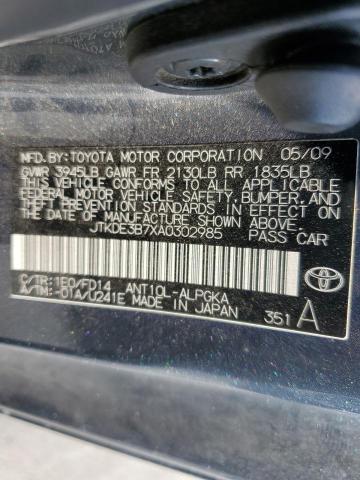 MFD.BY:TOYOTA MOTOR CORPORATION 05/09
GVWR 3945LB GAWR FR 2130LB RR 1835LB
THIS VEHICLE CONFORMS TO ALL APPLICABLE
FEDERAL MOTOR VEHICLE SAFETY, BUMPER, AND
THEFT PREVENTION STANDARDS IN EFFECT ON
THE DATE OF MANUFACTURE SHOWN ABOVE.
JTKDE3B7XA0302985 PASS CAR
C/TR:1E0/FD14 ANT10L-ALPGKA
A/TM:-01A/U241E MADE IN JAPAN
351 A
TOYOTA